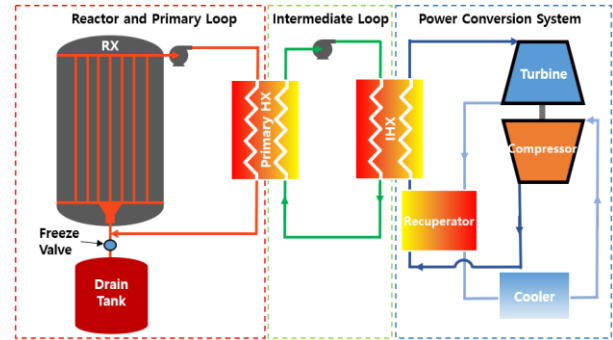 Reactor and Primary Loop
Intermediate Loop
Power Conversion System
RX
Turbine
Primary HX
IHX
Compressor
Recuperator
Freeze
Valve
Drain
Tank
Cooler